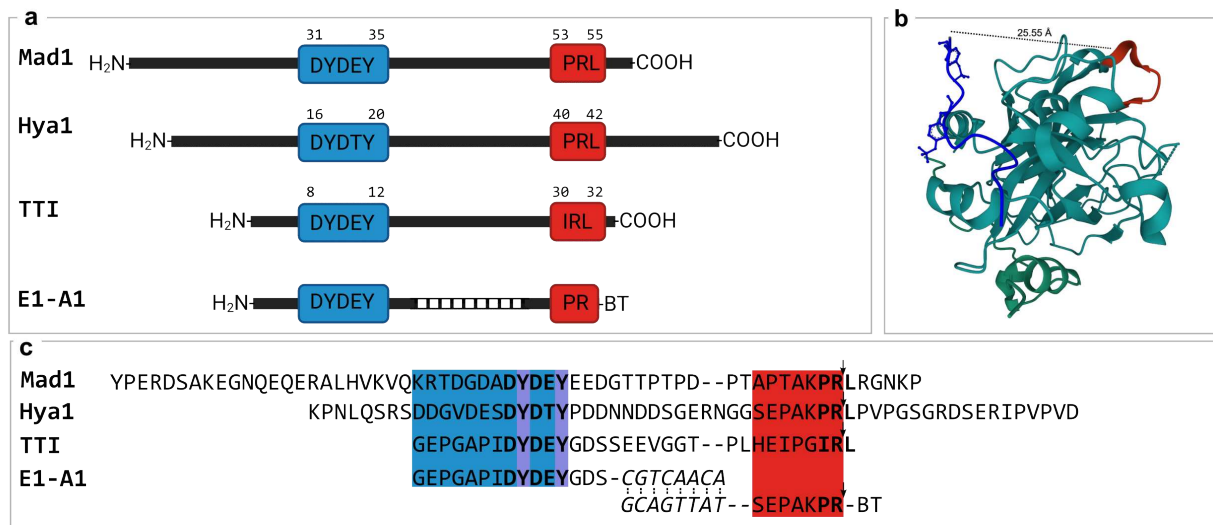 a
31 35 53 55
Mad1 H₂N- DYDEY PRL -COOH
16 20 40 42
Hya1 H₂N- DYDTY PRL -COOH
8 12 30 32
TTI H₂N- DYDEY IRL -COOH
E1-A1 H₂N- DYDEY PR -BT
b
25.55 Å
c
Mad1 YPERDSAKEGNQEQERALHVKVQKRTDGDADYDEYEEDGTTPTPD--PTAPTAKPRLRGNKP
Hya1 KPNLQSRSDDGVDESDYDTYPDDNNDDSGERNGGSEPAKPRLPVPGSGRDSERIPVPVD
TTI GEPGAPIDYDEYGDSSEEVGGT--PLHEIPGIRL
E1-A1 GEPGAPIDYDEYGDS-CGTCAACA
GCAGTTAT--SEPAKPR-BT